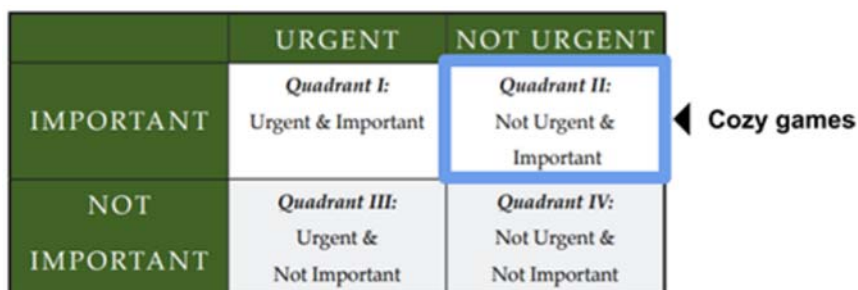 URGENT NOT URGENT
IMPORTANT
Quadrant I:
Urgent & Important
Quadrant II:
Not Urgent &
Important
Cozy games
NOT
IMPORTANT
Quadrant III:
Urgent &
Not Important
Quadrant IV:
Not Urgent &
Not Important